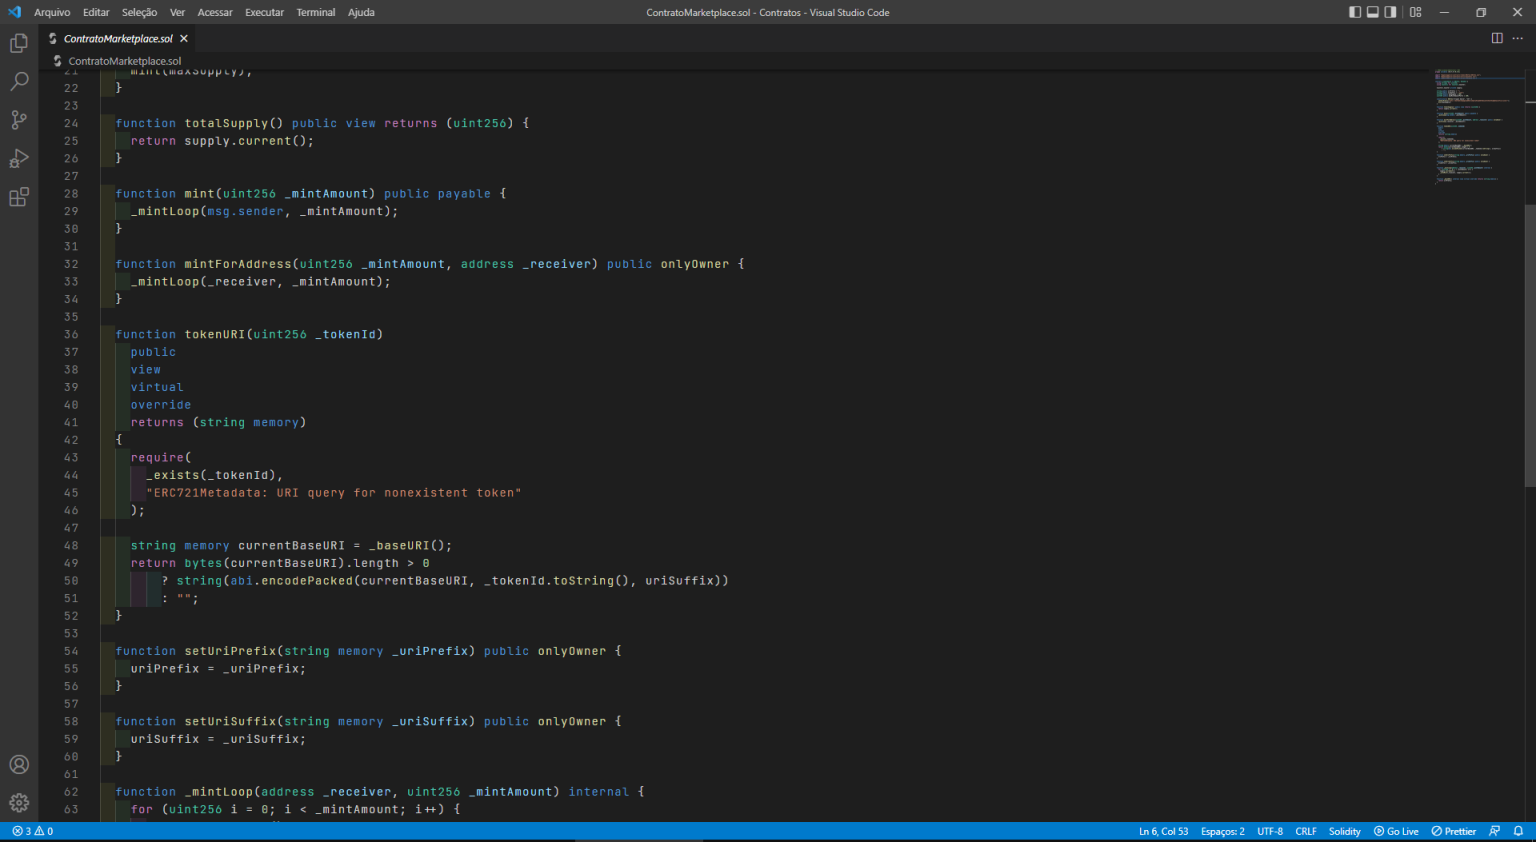 Arquivo Editar Seleção Ver Acessar Executar Terminal Ajuda ContratoMarketplace.sol - Contratos - Visual Studio Code
ContratoMarketplace.sol
ContratoMarketplace.sol
21 mint(maxSupply);
22 }
23
24 function totalSupply() public view returns (uint256) {
25 return supply.current();
26 }
27
28 function mint(uint256 _mintAmount) public payable {
29 _mintLoop(msg.sender, _mintAmount);
30 }
31
32 function mintForAddress(uint256 _mintAmount, address _receiver) public onlyOwner {
33 _mintLoop(_receiver, _mintAmount);
34 }
35
36 function tokenURI(uint256 _tokenId)
37 public
38 view
39 virtual
40 override
41 returns (string memory)
42 {
43 require(
44 _exists(_tokenId),
45 "ERC721Metadata: URI query for nonexistent token"
46 );
47
48 string memory currentBaseURI = _baseURI();
49 return bytes(currentBaseURI).length > 0
50 ? string(abi.encodePacked(currentBaseURI, _tokenId.toString(), uriSuffix))
51 : "";
52 }
53
54 function setUriPrefix(string memory _uriPrefix) public onlyOwner {
55 uriPrefix = _uriPrefix;
56 }
57
58 function setUriSuffix(string memory _uriSuffix) public onlyOwner {
59 uriSuffix = _uriSuffix;
60 }
61
62 function _mintLoop(address _receiver, uint256 _mintAmount) internal {
63 for (uint256 i = 0; i < _mintAmount; i++) {
3 0 Ln 6, Col 53 Espaços: 2 UTF-8 CRLF Solidity Go Live Prettier